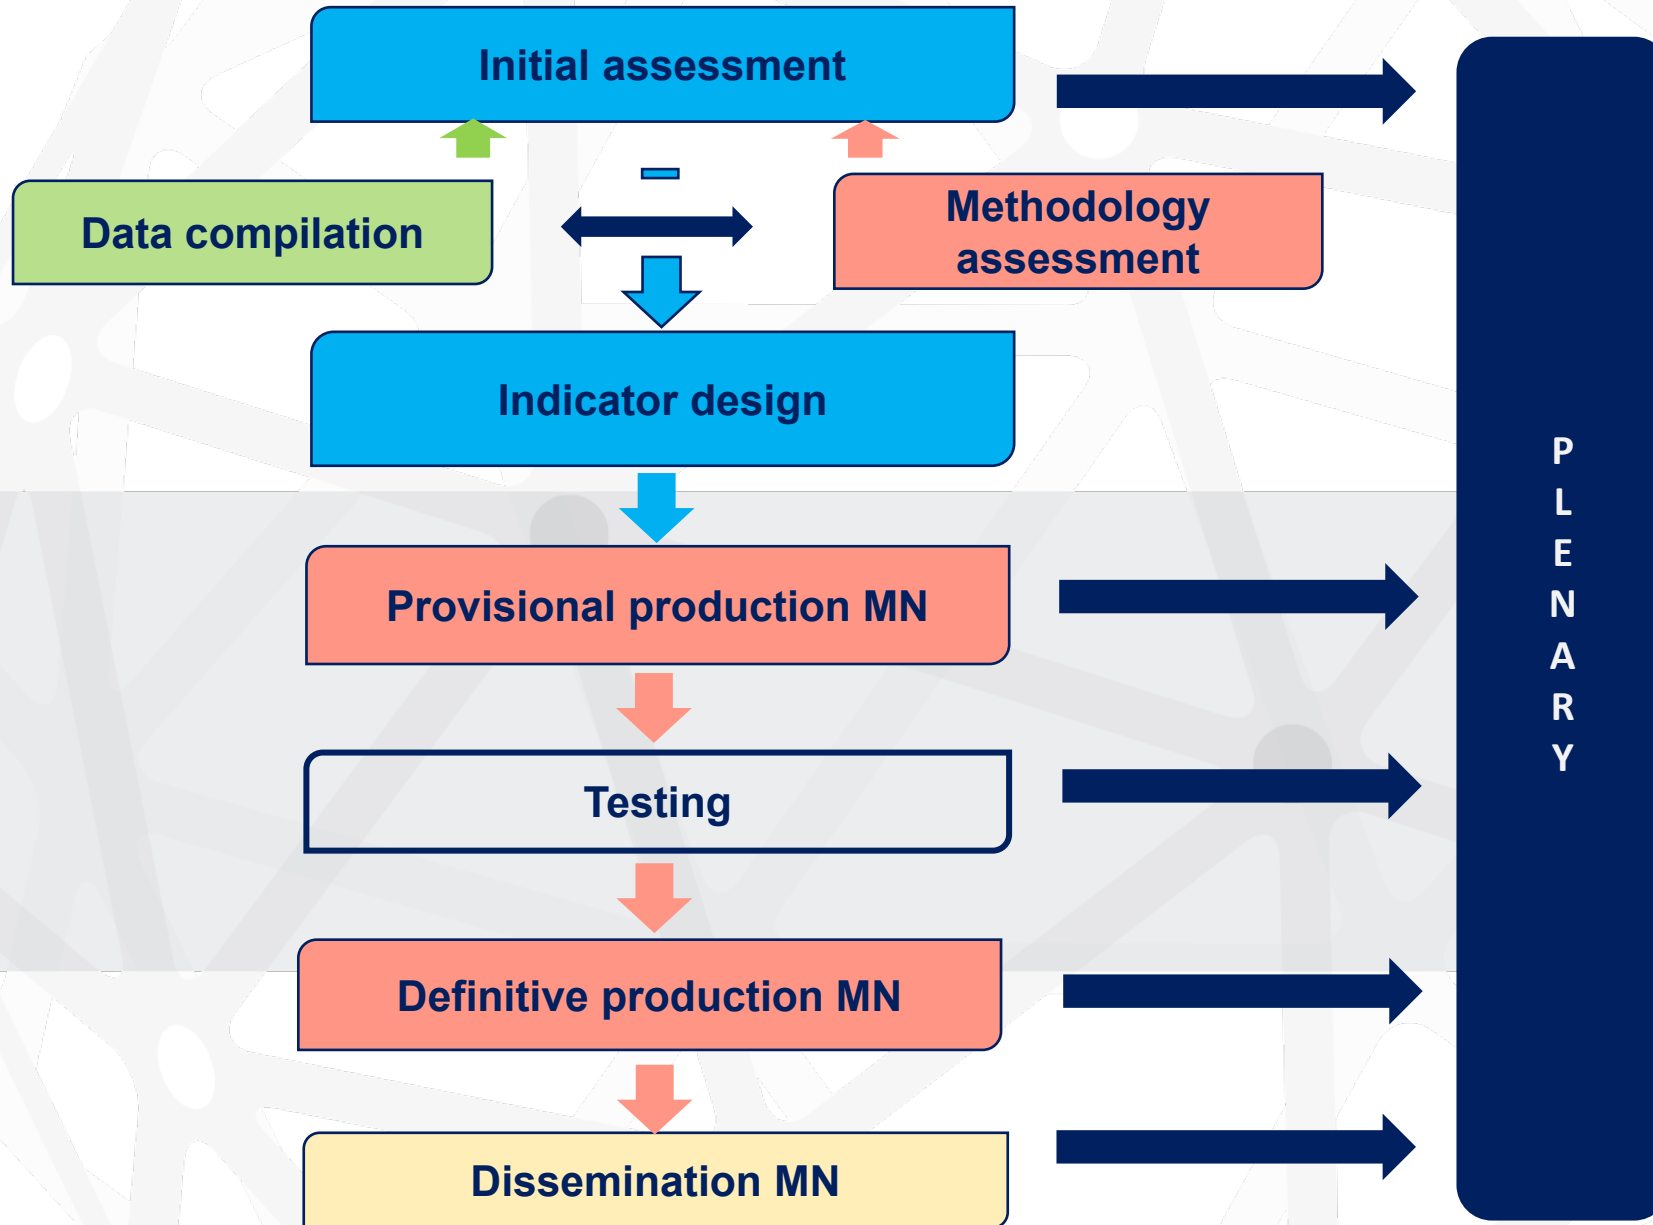 Initial assessment
Data compilation
Methodology
assessment
Indicator design
Provisional production MN
Testing
Definitive production MN
Dissemination MN
P
L
E
N
A
R
Y